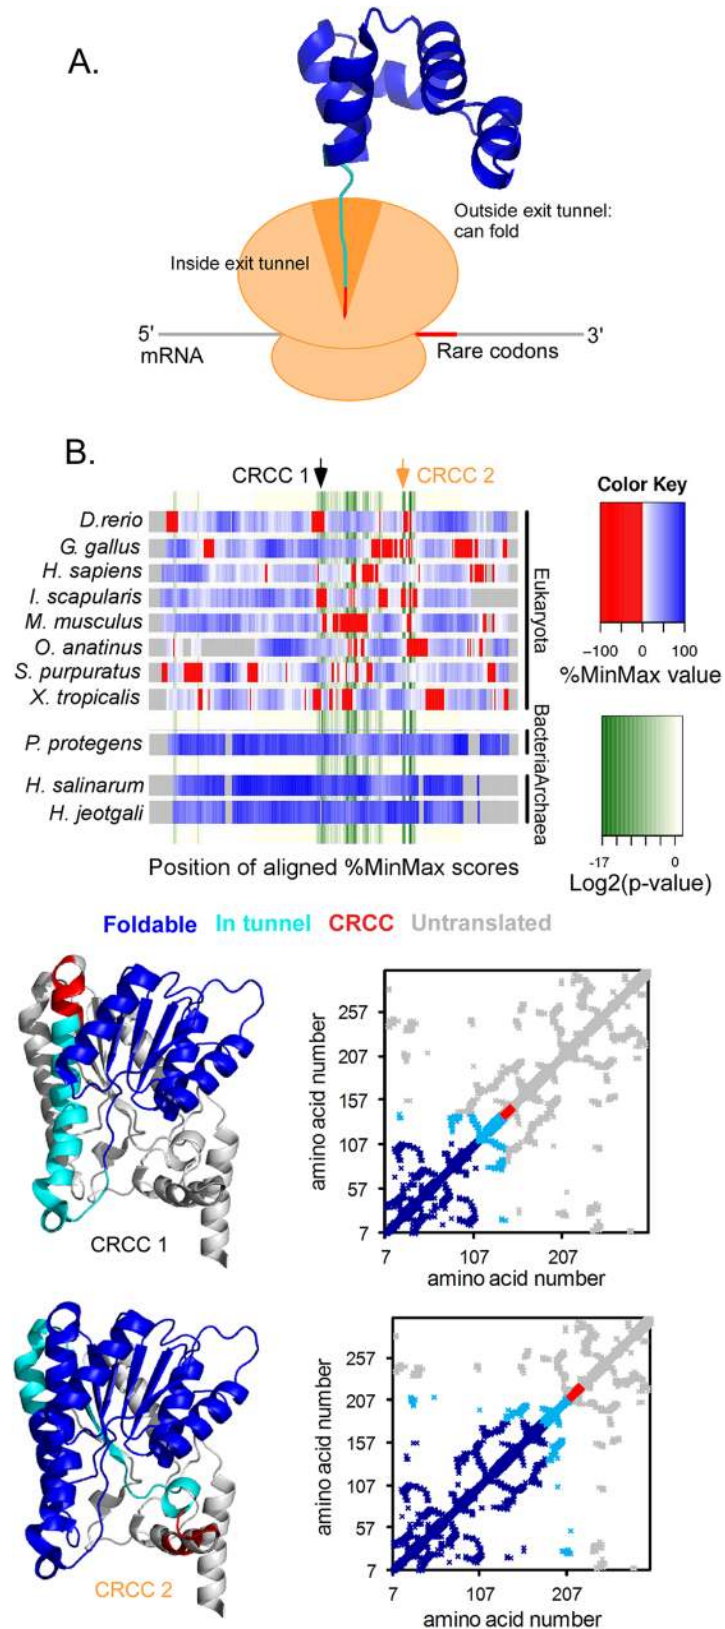 A.
Outside exit tunnel:
can fold
Inside exit tunnel
5'
3'
mRNA
Rare codons
B.
CRCC 1
CRCC 2
D.rerio
G. gallus
H. sapiens
I. scapularis
M. musculus
O. anatinus
S. purpuratus
X. tropicalis
P. protegens
H. salinarum
H. jeotgali
Eukaryota
Bacteria
Archaea
Position of aligned %MinMax scores
Color Key
-100 0 100
%MinMax value
-17 0
Log2(p-value)
Foldable In tunnel CRCC Untranslated
CRCC 1
amino acid number
257
207
157
107
57
7
7 107 207
amino acid number
CRCC 2
amino acid number
257
207
157
107
57
7
7 107 207
amino acid number